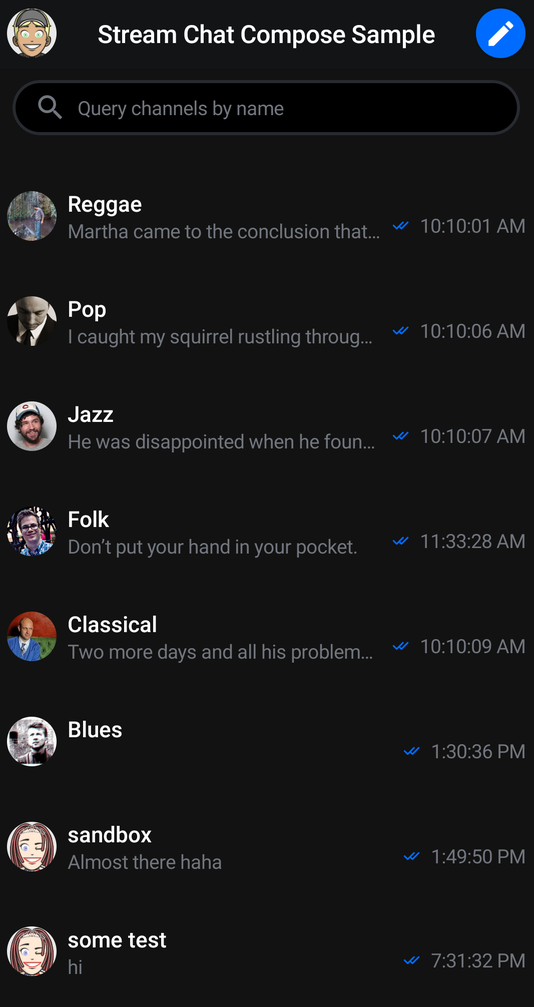 Stream Chat Compose Sample
Query channels by name
Reggae
Martha came to the conclusion that…
10:10:01 AM
Pop
I caught my squirrel rustling throug…
10:10:06 AM
Jazz
He was disappointed when he foun…
10:10:07 AM
Folk
Don’t put your hand in your pocket.
11:33:28 AM
Classical
Two more days and all his problem…
10:10:09 AM
Blues
1:30:36 PM
sandbox
Almost there haha
1:49:50 PM
some test
hi
7:31:32 PM